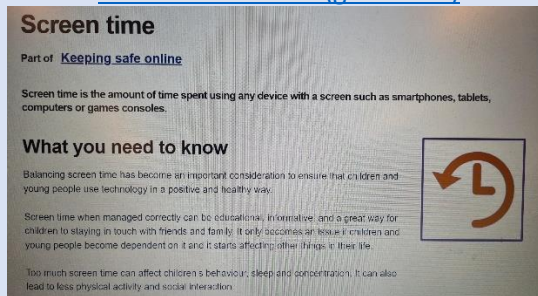 Screen time
Part of Keeping safe online
Screen time is the amount of time spent using any device with a screen such as smartphones, tablets,
computers or games consoles.
What you need to know
Balancing screen time has become an important consideration to ensure that children and
young people use technology in a positive and healthy way.
Screen time when managed correctly can be educational, informative, and a great way for
children to staying in touch with friends and family. It only becomes an issue if children and
young people become dependent on it and it starts affecting other things in their life.
Too much screen time can affect children's behaviour, sleep and concentration. It can also
lead to less physical activity and social interaction.